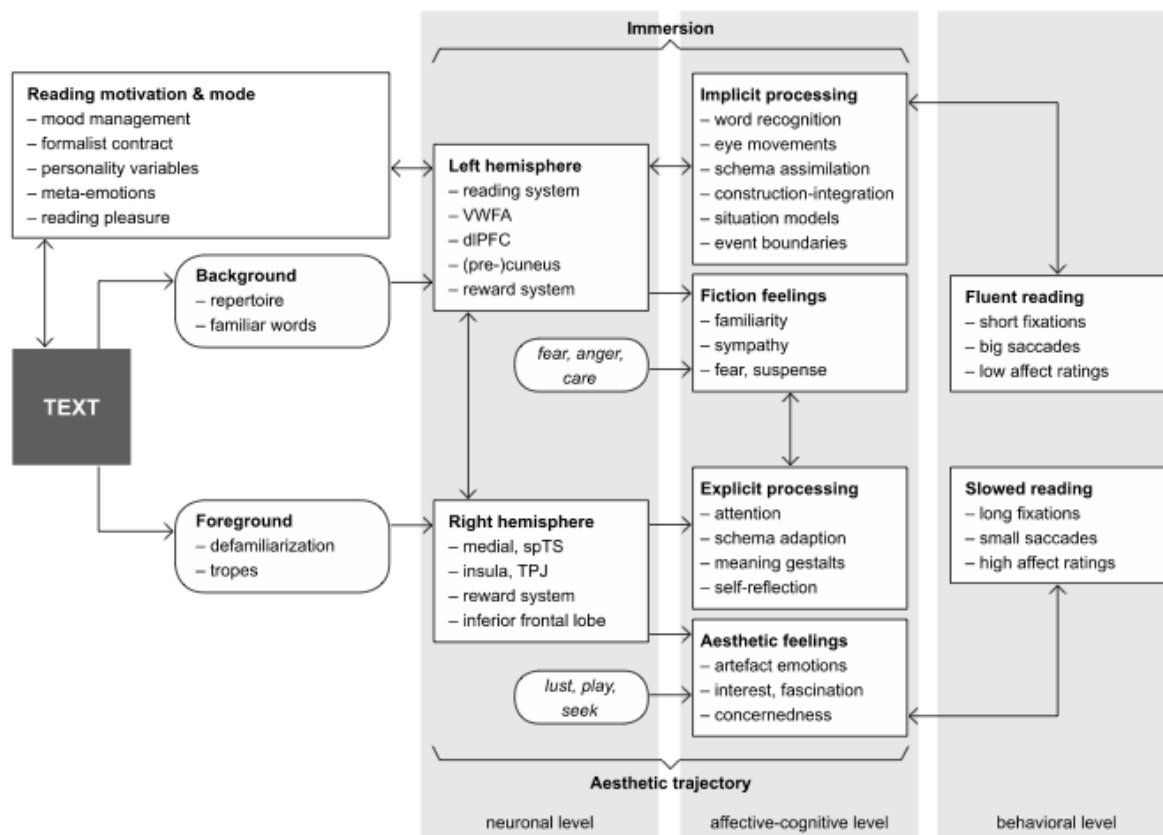 Immersion
Reading motivation & mode
– mood management
– formalist contract
– personality variables
– meta-emotions
– reading pleasure
Background
– repertoire
– familiar words
TEXT
Foreground
– defamiliarization
– tropes
Left hemisphere
– reading system
– VWFA
– dlPFC
– (pre-)cuneus
– reward system
fear, anger,
care
Right hemisphere
– medial, spTS
– insula, TPJ
– reward system
– inferior frontal lobe
lust, play,
seek
Implicit processing
– word recognition
– eye movements
– schema assimilation
– construction-integration
– situation models
– event boundaries
Fiction feelings
– familiarity
– sympathy
– fear, suspense
Explicit processing
– attention
– schema adaption
– meaning gestalts
– self-reflection
Aesthetic feelings
– artefact emotions
– interest, fascination
– concernedness
Fluent reading
– short fixations
– big saccades
– low affect ratings
Slowed reading
– long fixations
– small saccades
– high affect ratings
Aesthetic trajectory
neuronal level
affective-cognitive level
behavioral level